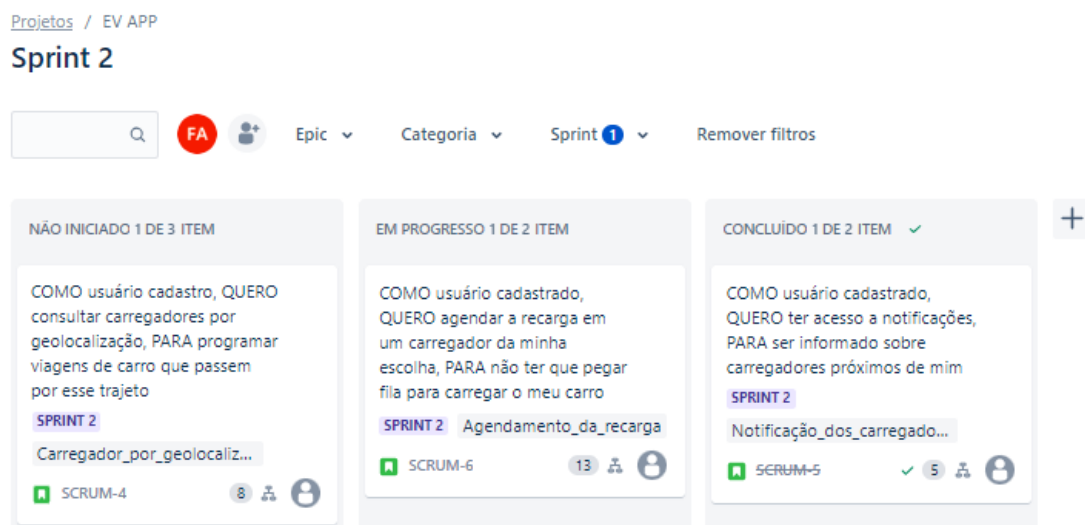 Projetos / EV APP
Sprint 2
FA
Epic
Categoria
Sprint 1
Remover filtros
NÃO INICIADO 1 DE 3 ITEM
COMO usuário cadastro, QUERO
consultar carregadores por
geolocalização, PARA programar
viagens de carro que passem
por esse trajeto
SPRINT 2
Carregador_por_geolocaliz...
SCRUM-4
8
EM PROGRESSO 1 DE 2 ITEM
COMO usuário cadastrado,
QUERO agendar a recarga em
um carregador da minha
escolha, PARA não ter que pegar
fila para carregar o meu carro
SPRINT 2 Agendamento_da_recarga
SCRUM-6
13
CONCLUÍDO 1 DE 2 ITEM
COMO usuário cadastrado,
QUERO ter acesso a notificações,
PARA ser informado sobre
carregadores próximos de mim
SPRINT 2
Notificação_dos_carregado...
SCRUM-5
5